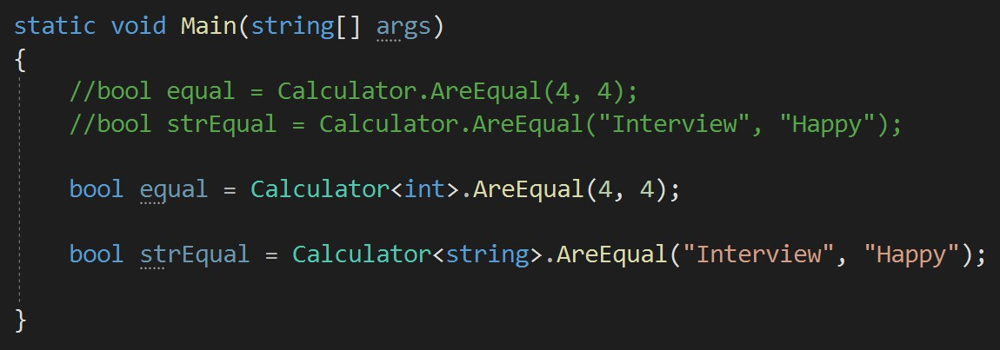 static void Main(string[] args)
{
//bool equal = Calculator.AreEqual(4, 4);
//bool strEqual = Calculator.AreEqual("Interview", "Happy");
bool equal = Calculator<int>.AreEqual(4, 4);
bool strEqual = Calculator<string>.AreEqual("Interview", "Happy");
}